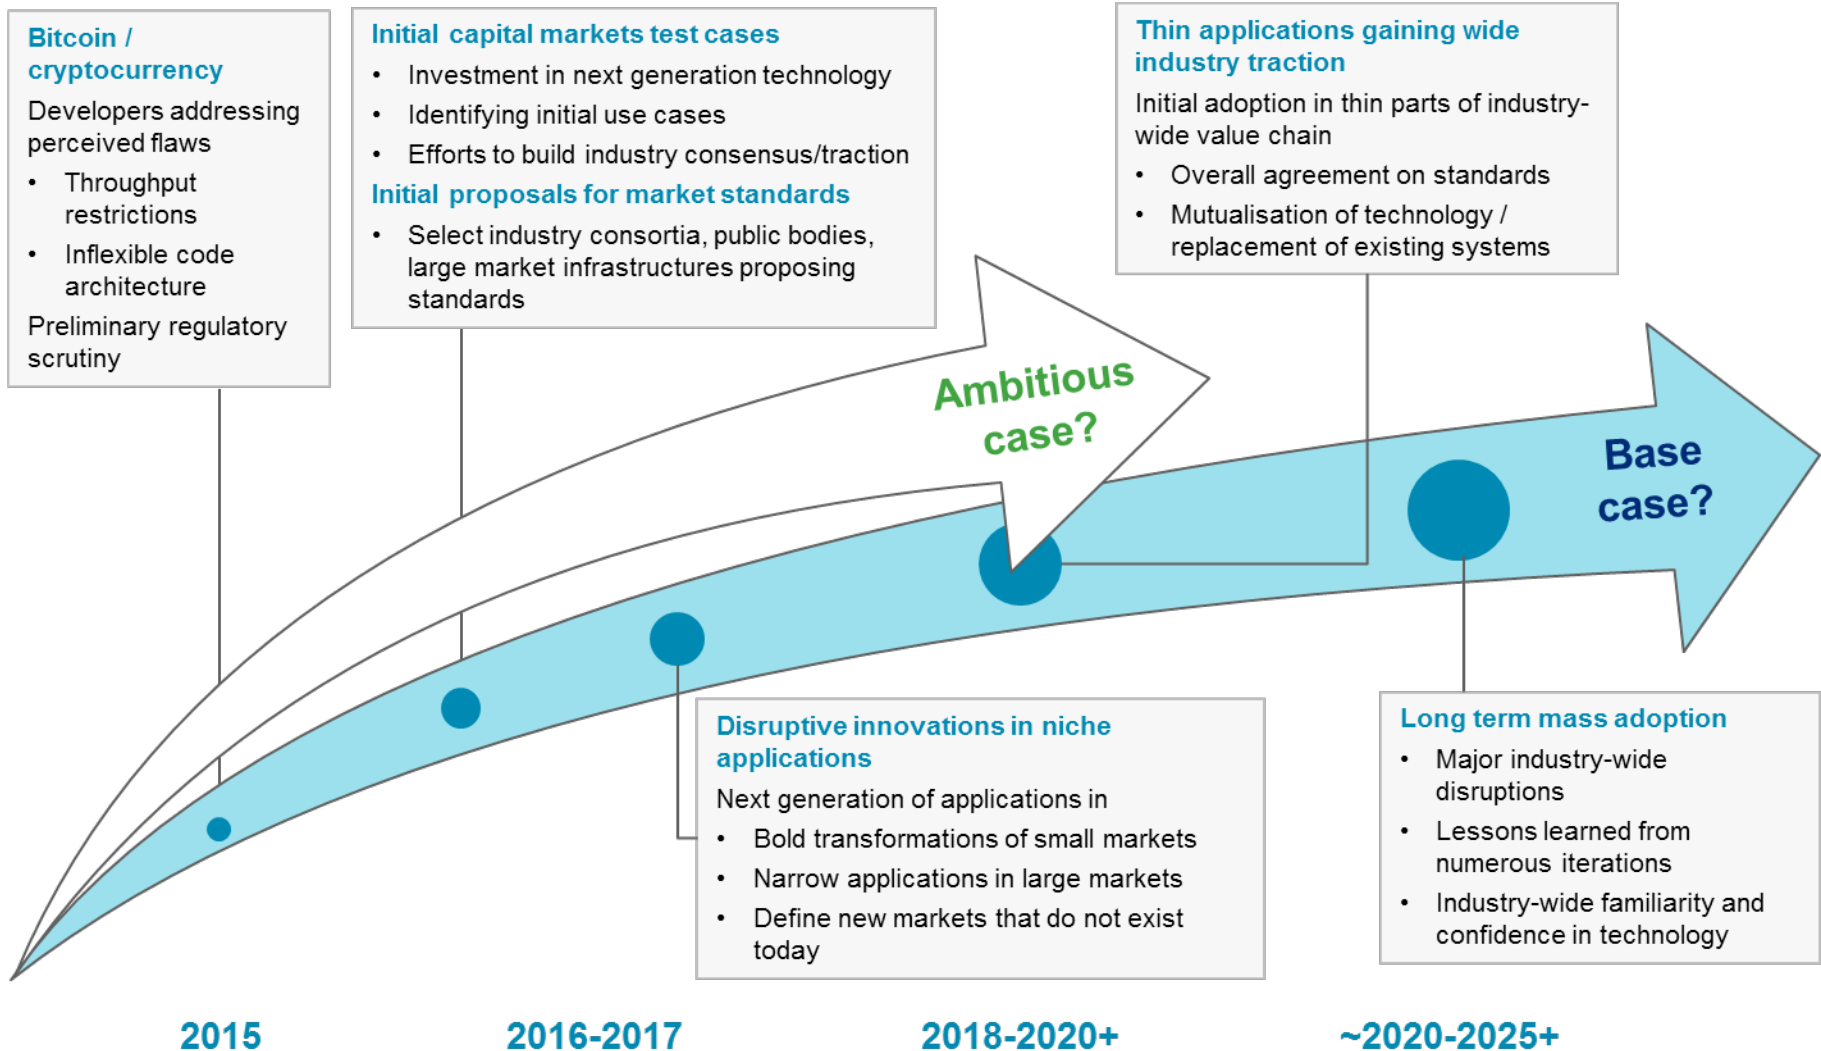 Bitcoin /
cryptocurrency
Developers addressing
perceived flaws
• Throughput
restrictions
• Inflexible code
architecture
Preliminary regulatory
scrutiny
Initial capital markets test cases
• Investment in next generation technology
• Identifying initial use cases
• Efforts to build industry consensus/traction
Initial proposals for market standards
• Select industry consortia, public bodies,
large market infrastructures proposing
standards
Thin applications gaining wide
industry traction
Initial adoption in thin parts of industry-
wide value chain
• Overall agreement on standards
• Mutualisation of technology /
replacement of existing systems
Ambitious
case?
Base
case?
Disruptive innovations in niche
applications
Next generation of applications in
• Bold transformations of small markets
• Narrow applications in large markets
• Define new markets that do not exist
today
Long term mass adoption
• Major industry-wide
disruptions
• Lessons learned from
numerous iterations
• Industry-wide familiarity and
confidence in technology
2015
2016-2017
2018-2020+
~2020-2025+